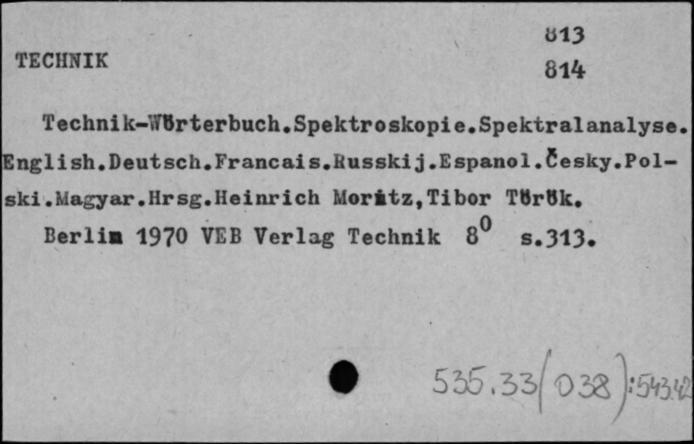 813
TECHNIK
814
Technik-Wörterbuch.Spektroskopie.Spektralanalyse.
English.Deutsch.Francais.Russkij.Espanol.Česky.Pol-
ski.Magyar.Hrsg.Heinrich Moritz,Tibor Török.
Berlin 1970 VEB Verlag Technik 8⁰ s.313.
535.33(038):543.42